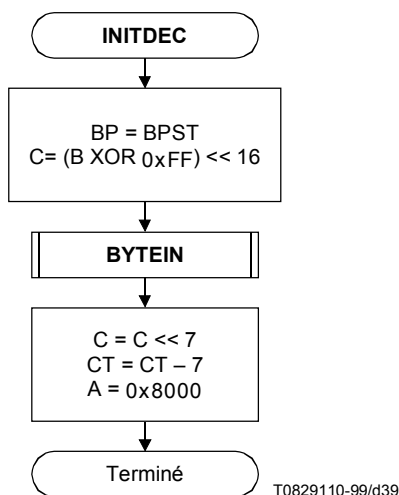 INITDEC
BP = BPST
C= (B XOR 0xFF) << 16
BYTEIN
C = C << 7
CT = CT – 7
A = 0x8000
Terminé
T0829110-99/d39